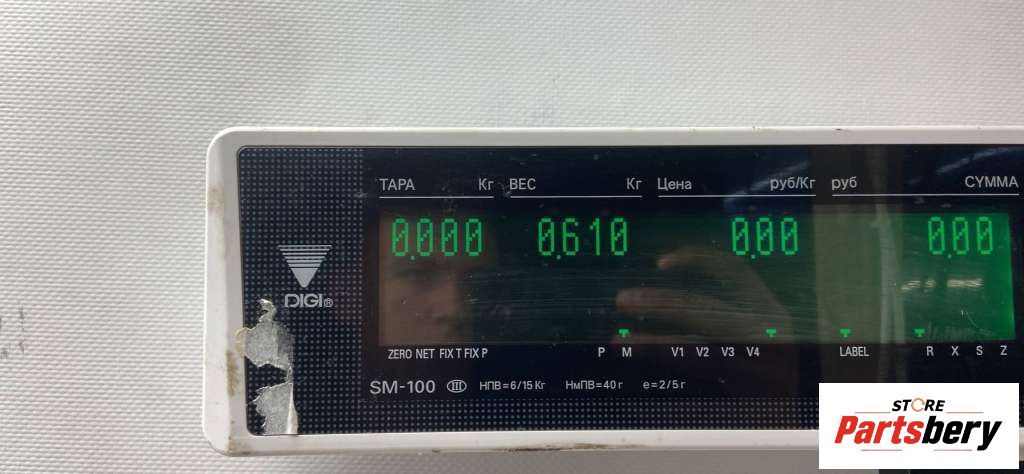 ТАРА Кг ВЕС Кг Цена руб/Кг руб СУММА
0.000 0.610 0.00 0.00
DIGI®
ZERO NET FIX T FIX P P M V1 V2 V3 V4 LABEL R X S Z
SM-100 III НПВ=6/15 Кг НмПВ=40 г e=2/5 г
STORE
Partsbery